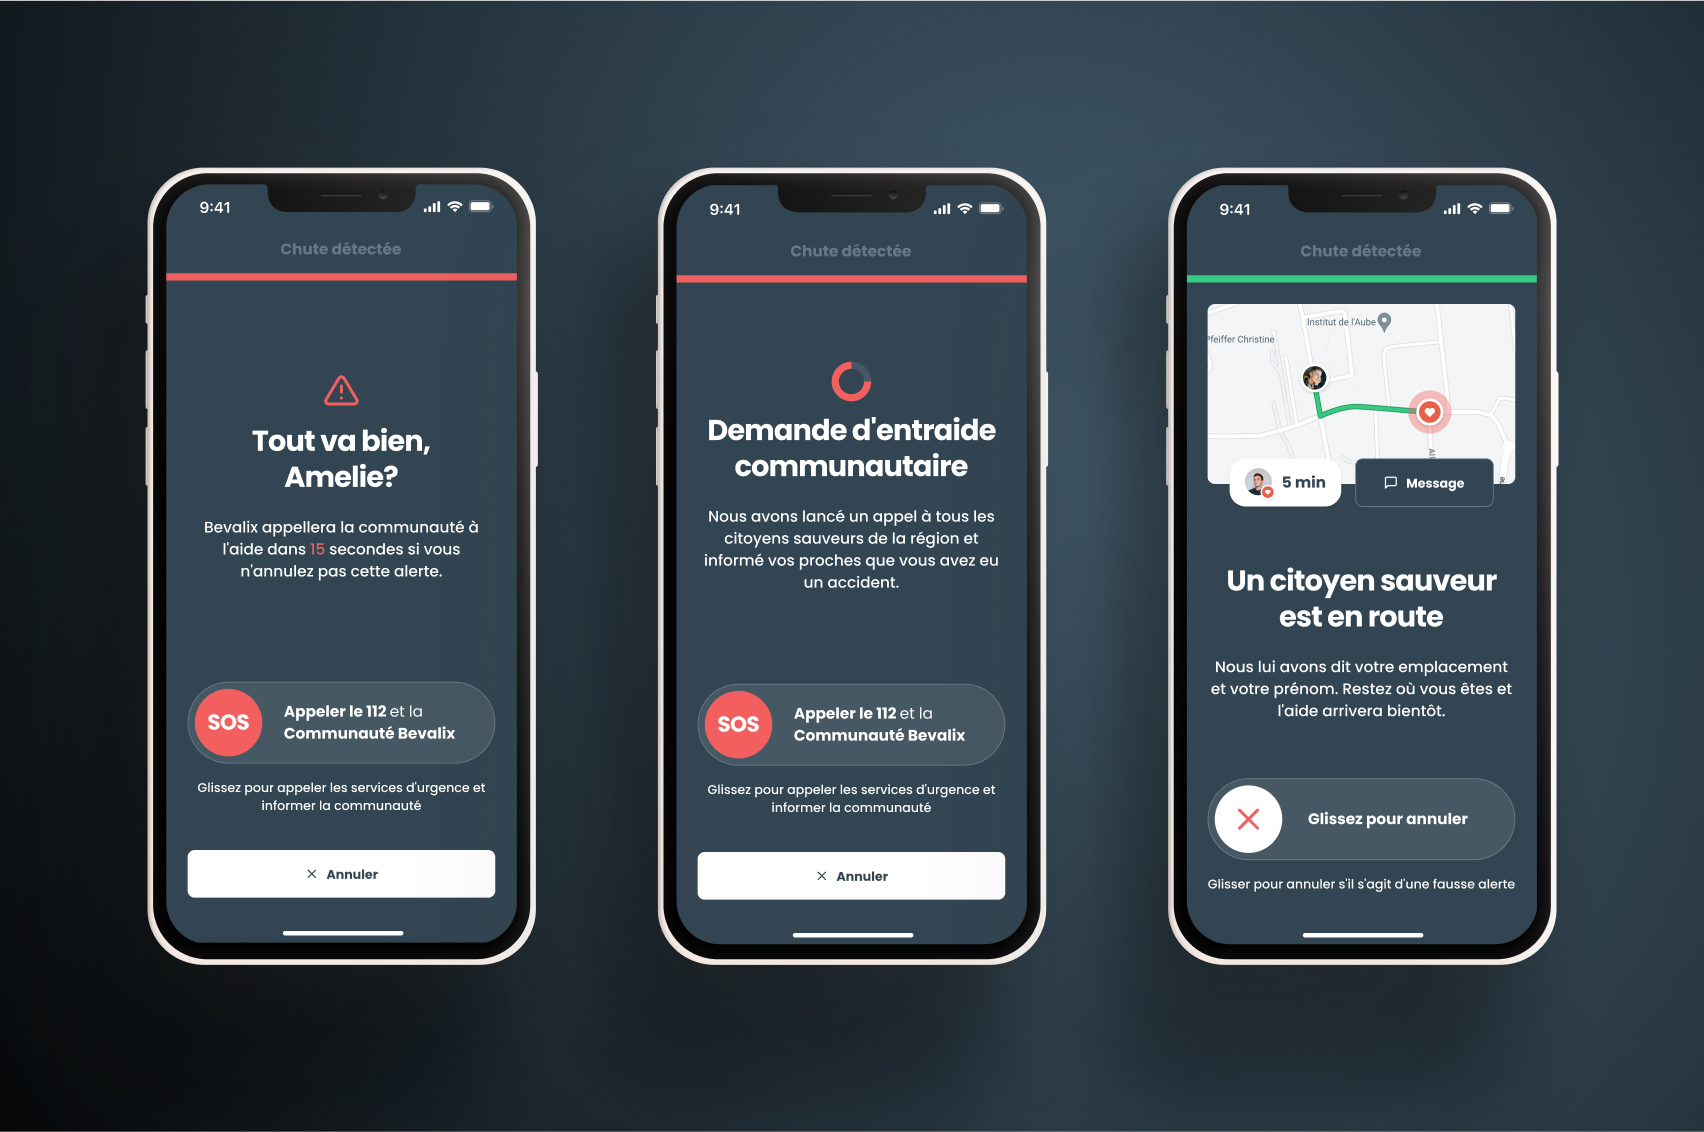 9:41
Chute détectée
Tout va bien,
Amelie?
Bevalix appellera la communauté à
l'aide dans 15 secondes si vous
n'annulez pas cette alerte.
SOS
Appeler le 112 et la
Communauté Bevalix
Glissez pour appeler les services d'urgence et
informer la communauté
Annuler
9:41
Chute détectée
Demande d'entraide
communautaire
Nous avons lancé un appel à tous les
citoyens sauveurs de la région et
informé vos proches que vous avez eu
un accident.
SOS
Appeler le 112 et la
Communauté Bevalix
Glissez pour appeler les services d'urgence et
informer la communauté
Annuler
9:41
Chute détectée
Institut de l'Aube
Pfeiffer Christine
5 min
Message
Un citoyen sauveur
est en route
Nous lui avons dit votre emplacement
et votre prénom. Restez où vous êtes et
l'aide arrivera bientôt.
Glissez pour annuler
Glisser pour annuler s'il s'agit d'une fausse alerte